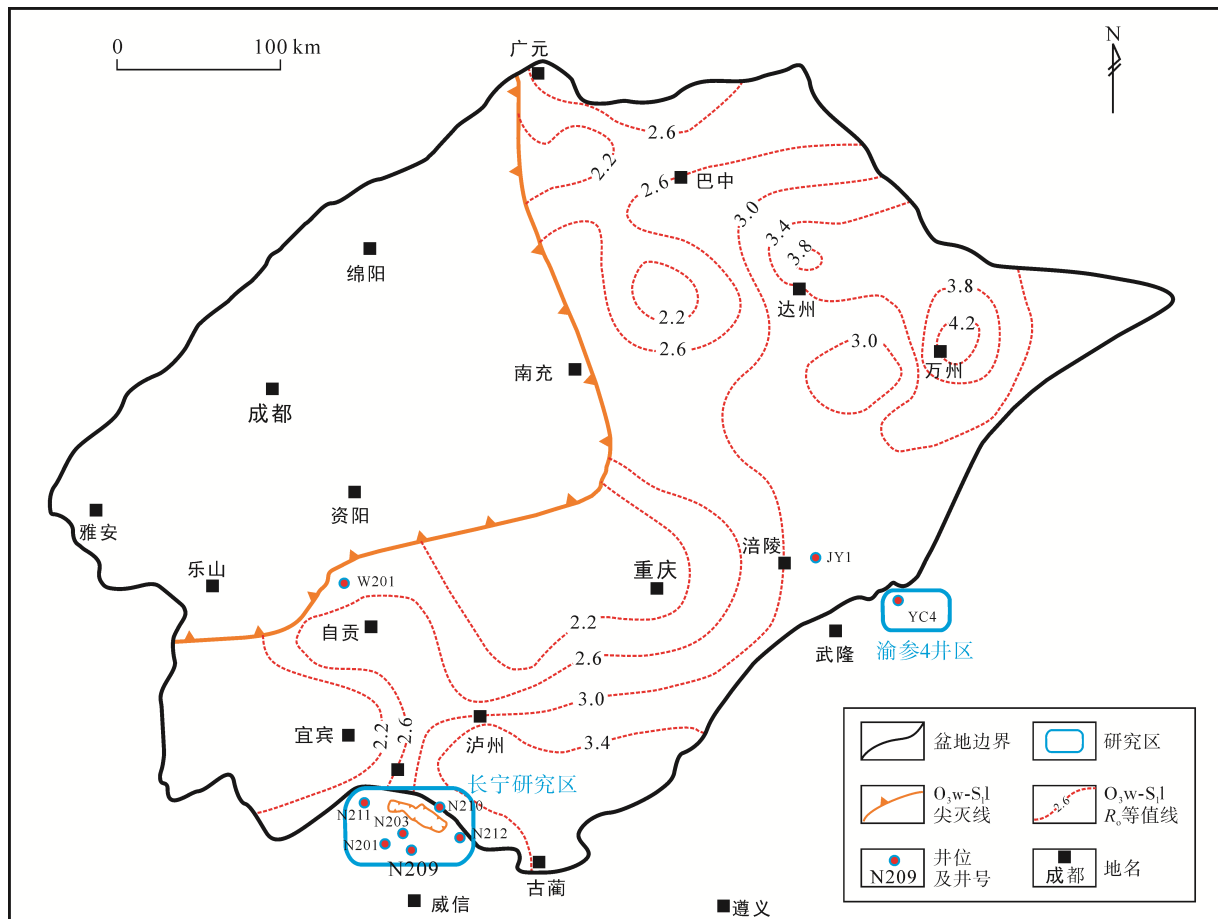 0 100 km
N
广元
2.6
2.2
2.6
巴中
3.0
3.4
3.8
绵阳
达州
3.8
2.2
4.2
2.6
3.0
万州
南充
成都
资阳
雅安
涪陵
JY1
乐山
W201
重庆
YC4
自贡
2.2
武隆
渝参4井区
2.6
3.0
宜宾
2.2
2.6
泸州
3.4
长宁研究区
N211
N210
N203
N212
N201
N209
古蔺
威信
遵义
盆地边界
研究区
O₃w-S₁l
尖灭线
2.6
O₃w-S₁l
Rₒ等值线
N209
井位
及井号
成都
地名